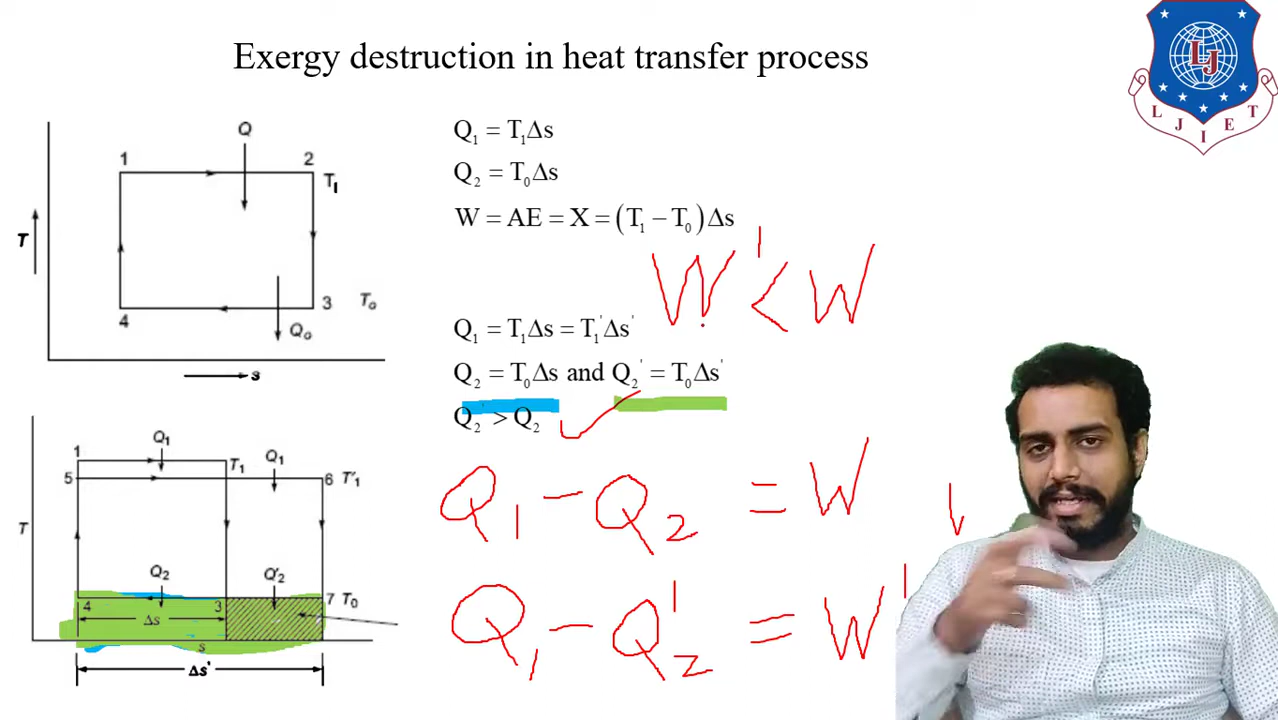 Exergy destruction in heat transfer process
LJ
L J I E T
Q
1
2
T₁
T
4
3
T₀
Q₀
s
Q₁ = T₁Δs
Q₂ = T₀Δs
W = AE = X = (T₁ − T₀)Δs
W' < W
Q₁ = T₁Δs = T₁'Δs'
Q₂ = T₀Δs and Q₂' = T₀Δs'
Q₂' > Q₂
Q₁ − Q₂ = W
Q₁ − Q₂' = W'
1
Q₁
T₁
Q₁
5
6 T'₁
T
Q₂
Q'₂
4
3
7 T₀
Δs
s
Δs'